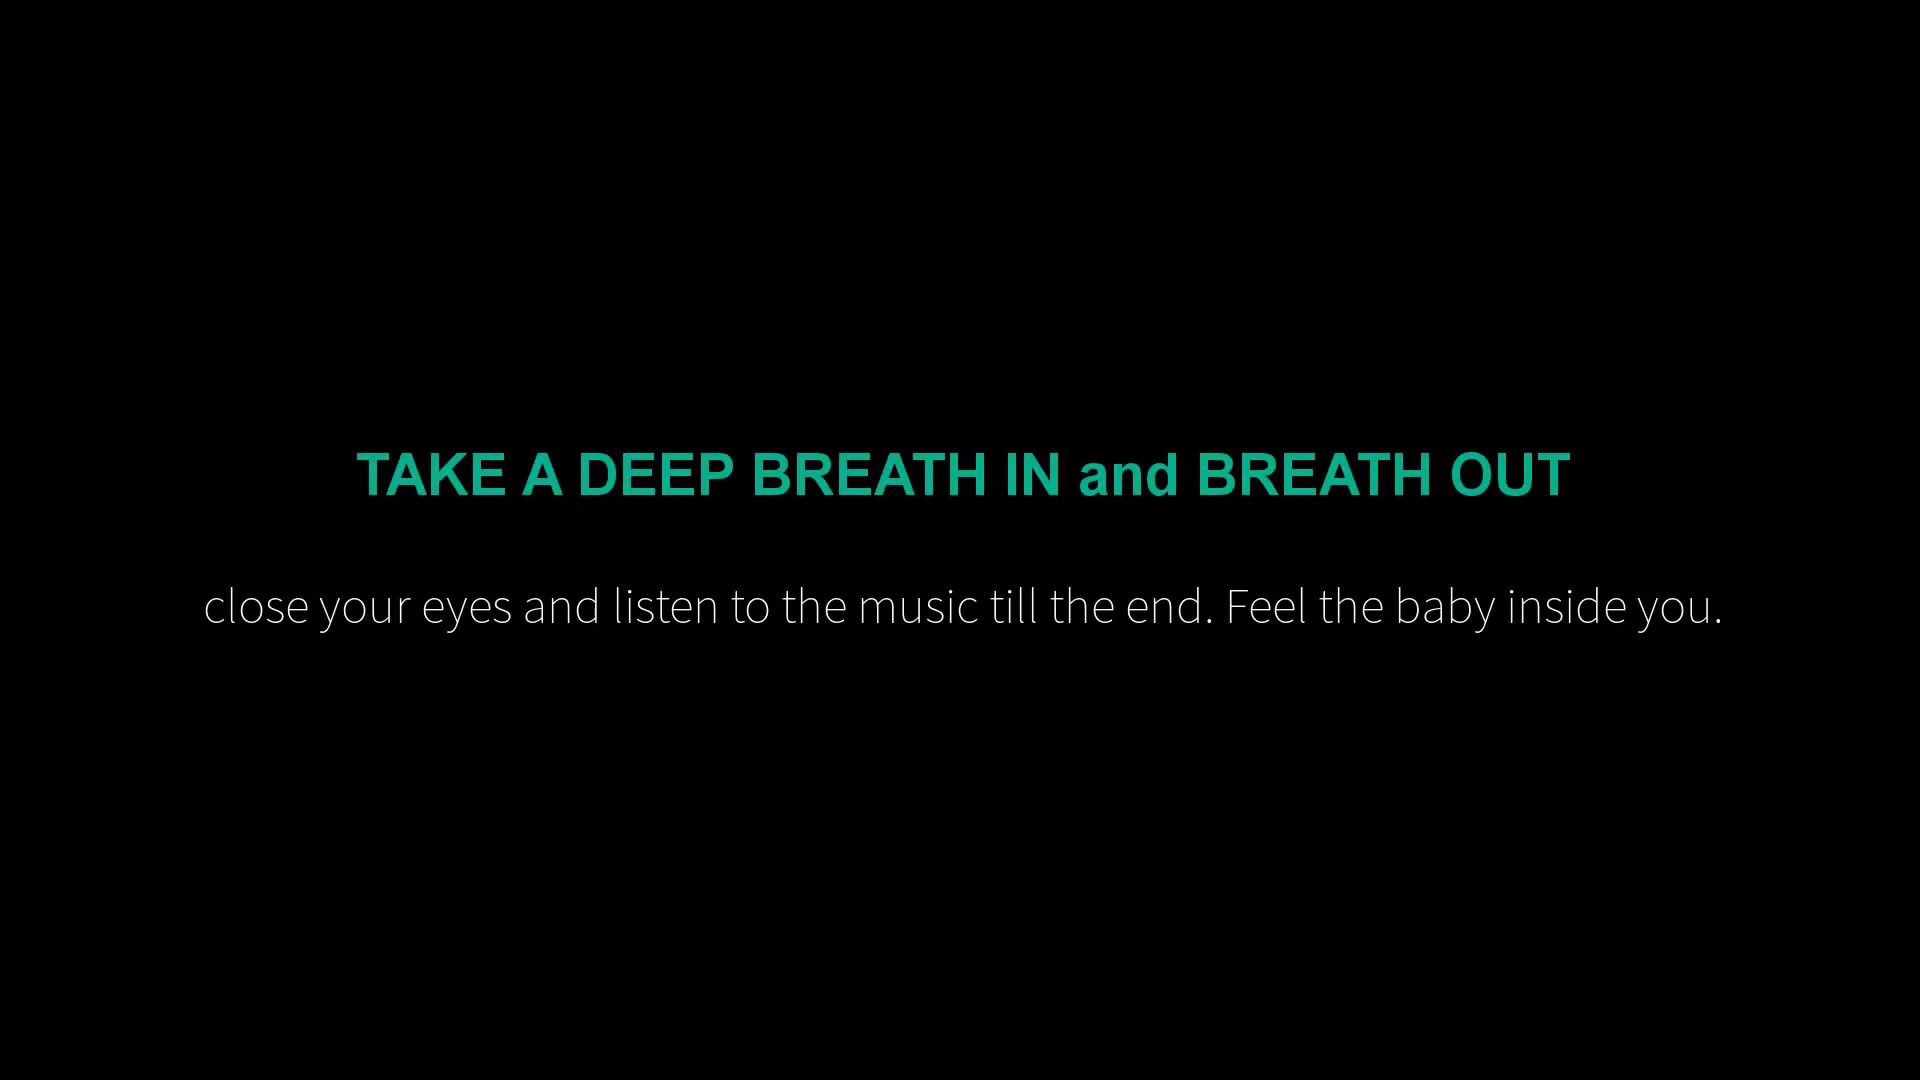 TAKE A DEEP BREATH IN and BREATH OUT
close your eyes and listen to the music till the end. Feel the baby inside you.